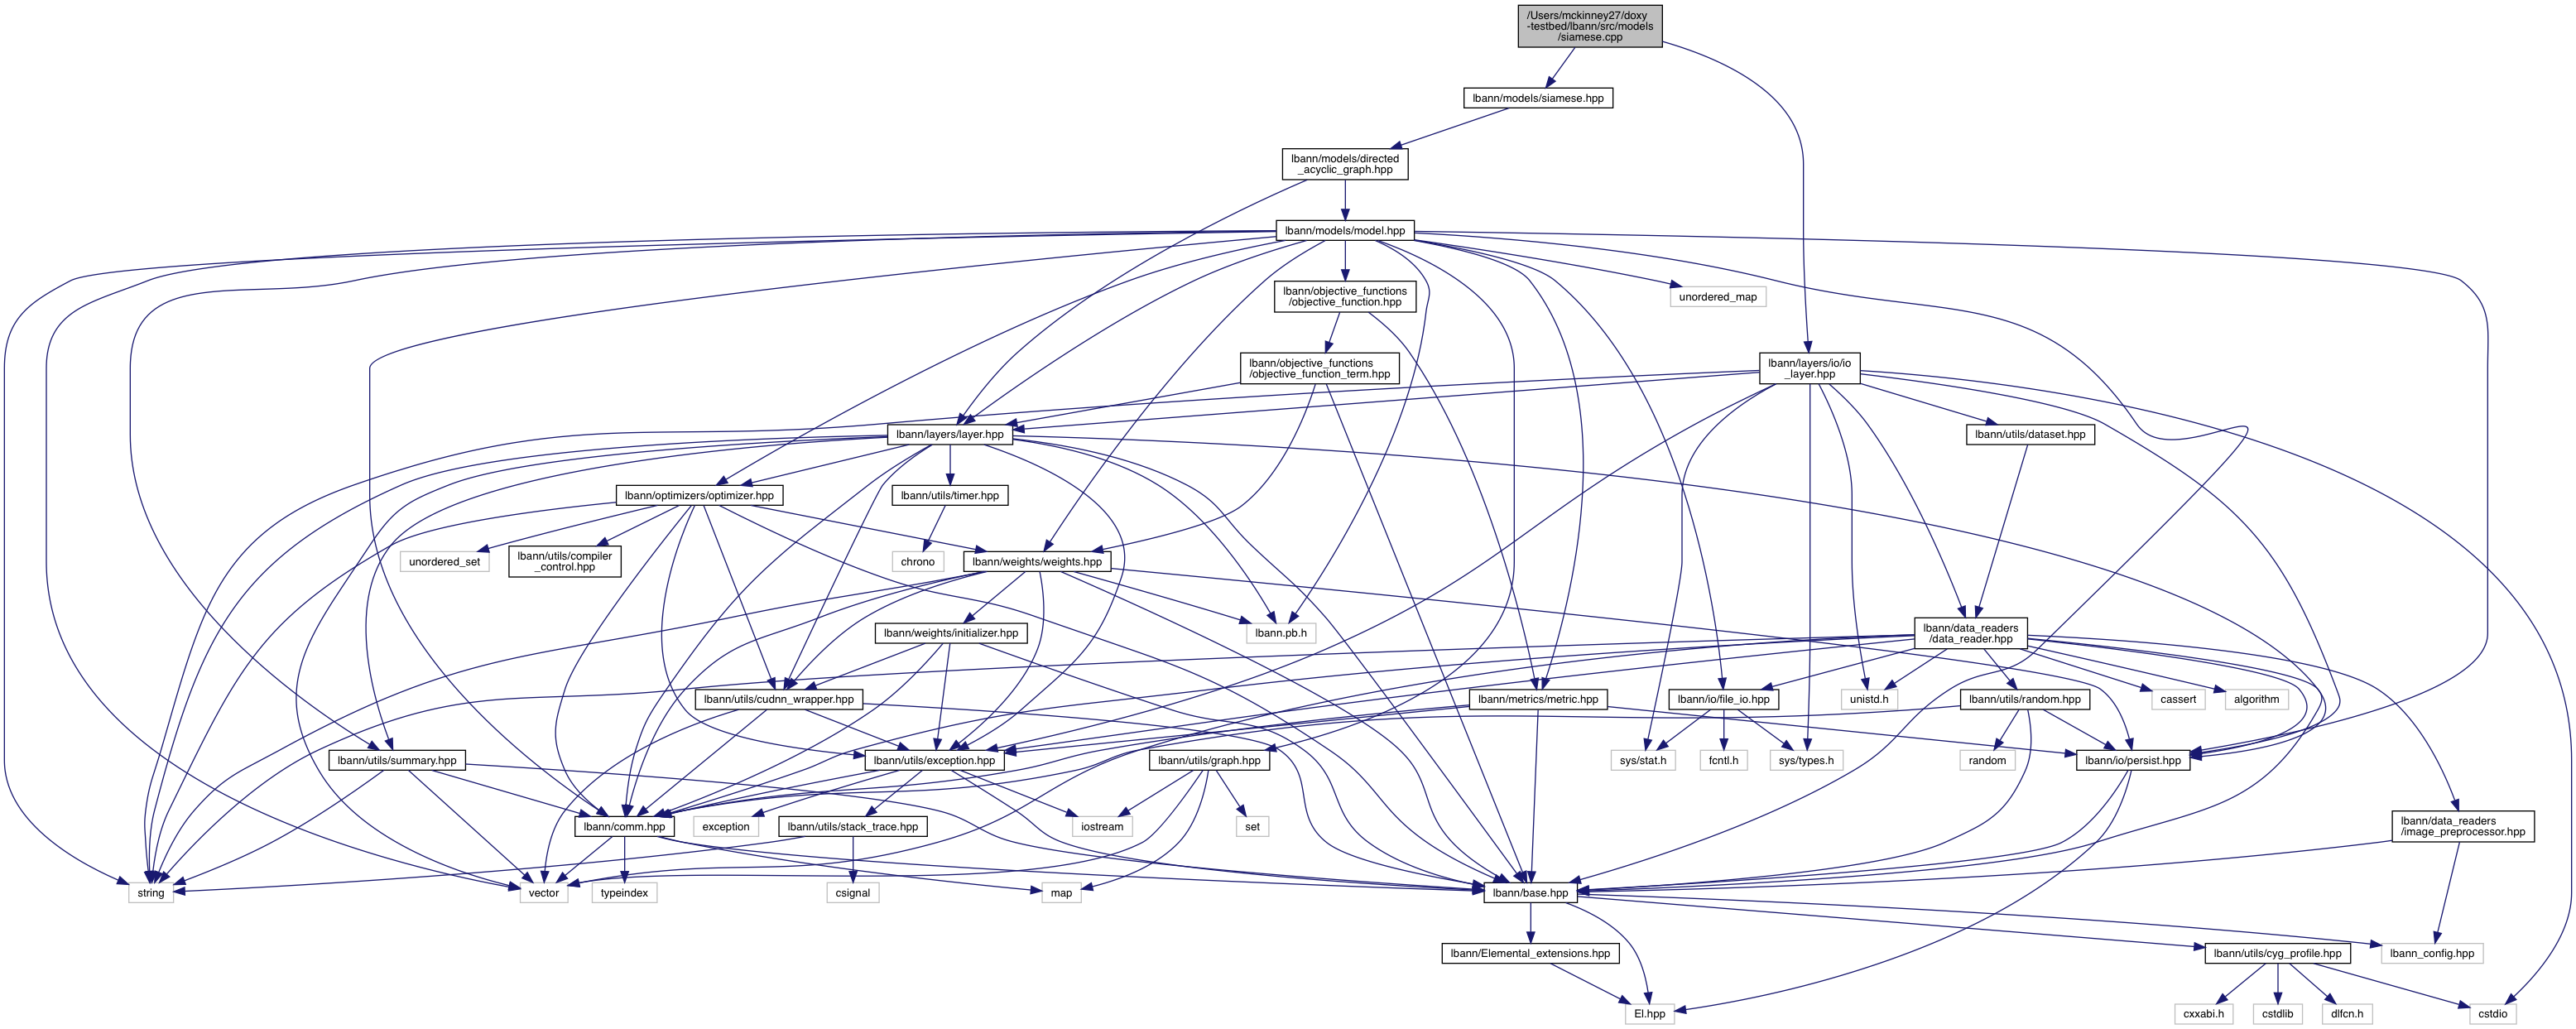 /Users/mckinney27/doxy
-testbed/lbann/src/models
/siamese.cpp
lbann/models/siamese.hpp
lbann/models/directed
_acyclic_graph.hpp
lbann/models/model.hpp
lbann/objective_functions
/objective_function.hpp
unordered_map
lbann/objective_functions
/objective_function_term.hpp
lbann/layers/io/io
_layer.hpp
lbann/layers/layer.hpp
lbann/utils/dataset.hpp
lbann/optimizers/optimizer.hpp
lbann/utils/timer.hpp
unordered_set
lbann/utils/compiler
_control.hpp
chrono
lbann/weights/weights.hpp
lbann/weights/initializer.hpp
lbann.pb.h
lbann/data_readers
/data_reader.hpp
lbann/utils/cudnn_wrapper.hpp
lbann/metrics/metric.hpp
lbann/io/file_io.hpp
unistd.h
lbann/utils/random.hpp
cassert
algorithm
lbann/utils/summary.hpp
lbann/utils/exception.hpp
lbann/utils/graph.hpp
sys/stat.h
fcntl.h
sys/types.h
random
lbann/io/persist.hpp
lbann/comm.hpp
exception
lbann/utils/stack_trace.hpp
iostream
set
lbann/data_readers
/image_preprocessor.hpp
string
vector
typeindex
csignal
map
lbann/base.hpp
lbann/Elemental_extensions.hpp
lbann/utils/cyg_profile.hpp
lbann_config.hpp
El.hpp
cxxabi.h
cstdlib
dlfcn.h
cstdio